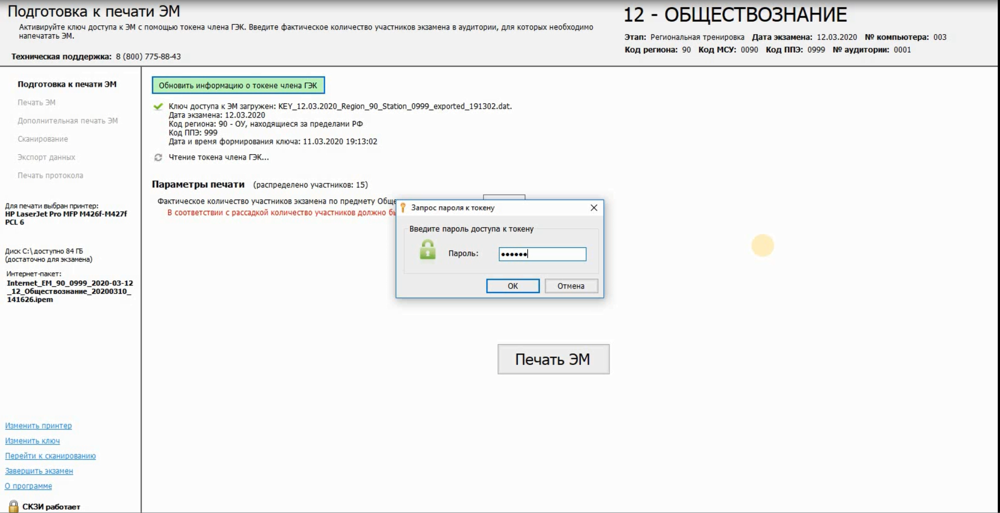 Подготовка к печати ЭМ
Активируйте ключ доступа к ЭМ с помощью токена члена ГЭК. Введите фактическое количество участников экзамена в аудитории, для которых необходимо
напечатать ЭМ.
Техническая поддержка: 8 (800) 775-88-43
12 - ОБЩЕСТВОЗНАНИЕ
Этап: Региональная тренировка Дата экзамена: 12.03.2020 № компьютера: 003
Код региона: 90 Код МСУ: 0090 Код ППЭ: 0999 № аудитории: 0001
Подготовка к печати ЭМ
Печать ЭМ
Дополнительная печать ЭМ
Сканирование
Экспорт данных
Печать протокола
Для печати выбран принтер:
HP LaserJet Pro MFP M426f-M427f
PCL 6
Диск C:\ доступно 84 ГБ
(достаточно для экзамена)
Интернет-пакет:
Internet_EM_90_0999_2020-03-12
_12_Обществознание_20200310_
141626.ipem
Изменить принтер
Изменить ключ
Перейти к сканированию
Завершить экзамен
О программе
СКЗИ работает
Обновить информацию о токене члена ГЭК
Ключ доступа к ЭМ загружен: KEY_12.03.2020_Region_90_Station_0999_exported_191302.dat.
Дата экзамена: 12.03.2020
Код региона: 90 - ОУ, находящиеся за пределами РФ
Код ППЭ: 999
Дата и время формирования ключа: 11.03.2020 19:13:02
Чтение токена члена ГЭК...
Параметры печати (распределено участников: 15)
Фактическое количество участников экзамена по предмету Обще
В соответствии с рассадкой количество участников должно бы
Запрос пароля к токену
Введите пароль доступа к токену
Пароль: ••••••
ОК
Отмена
Печать ЭМ